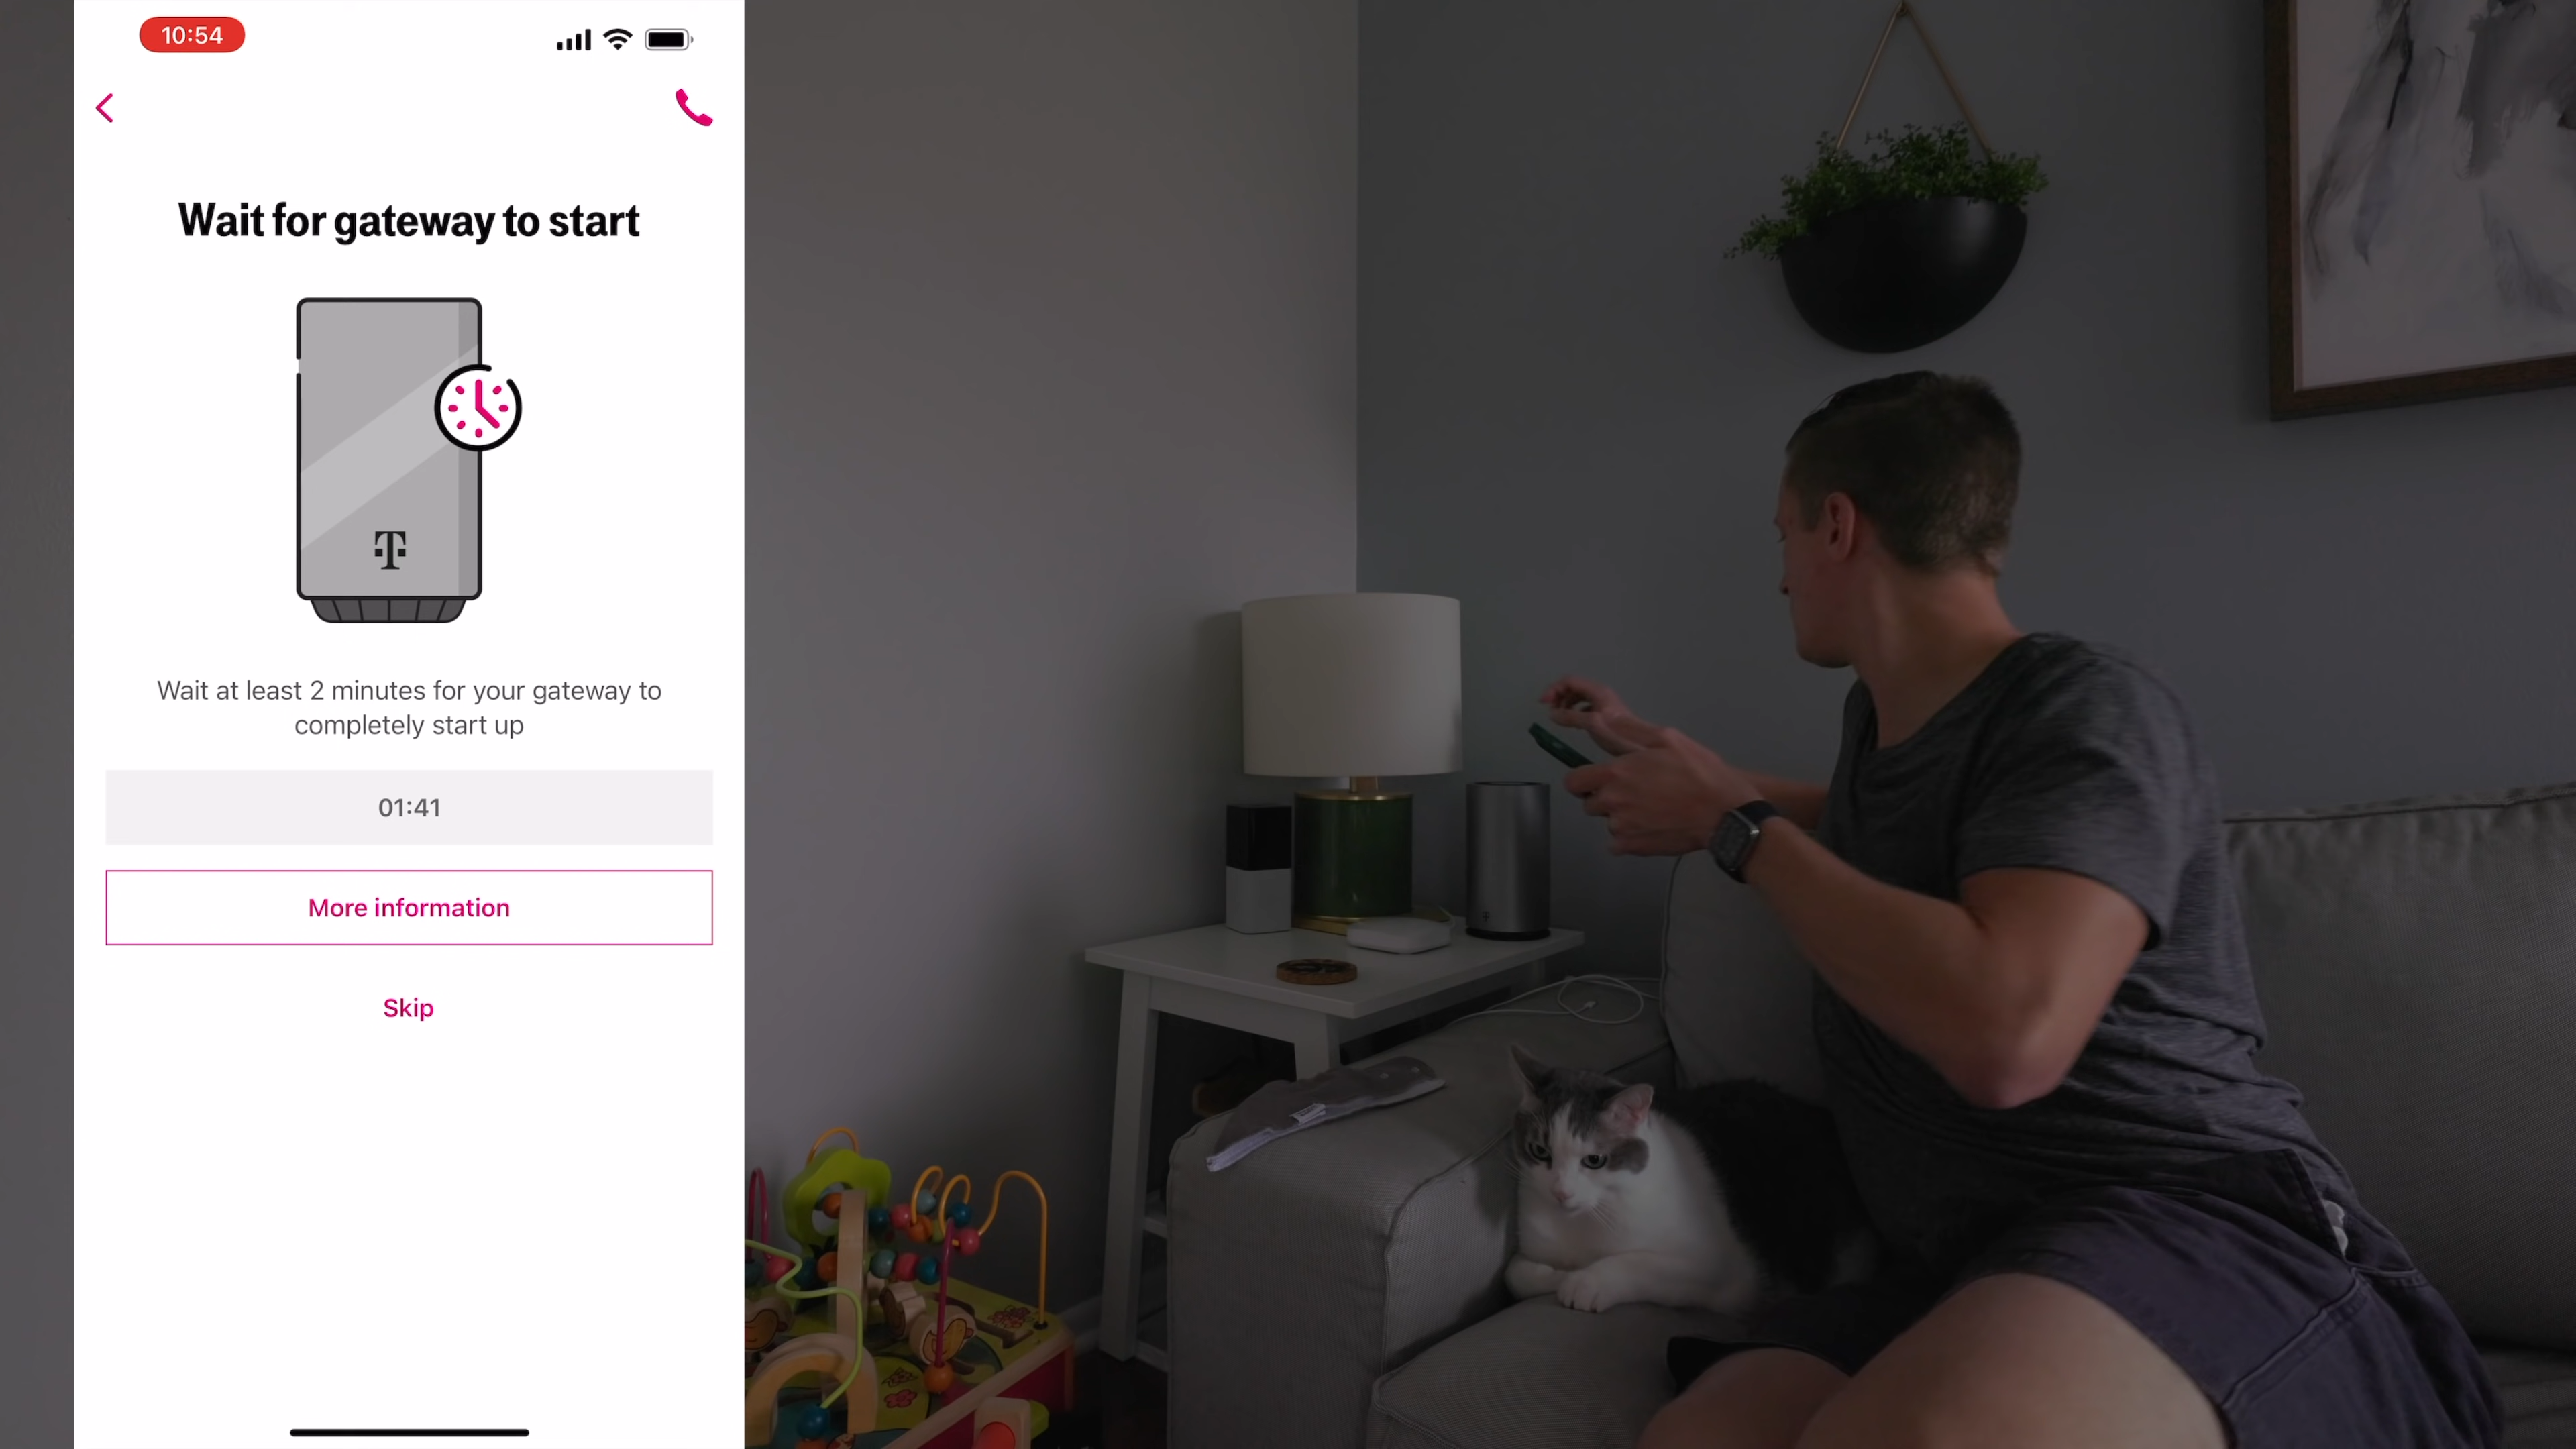 10:54
Wait for gateway to start
T
Wait at least 2 minutes for your gateway to
completely start up
01:41
More information
Skip